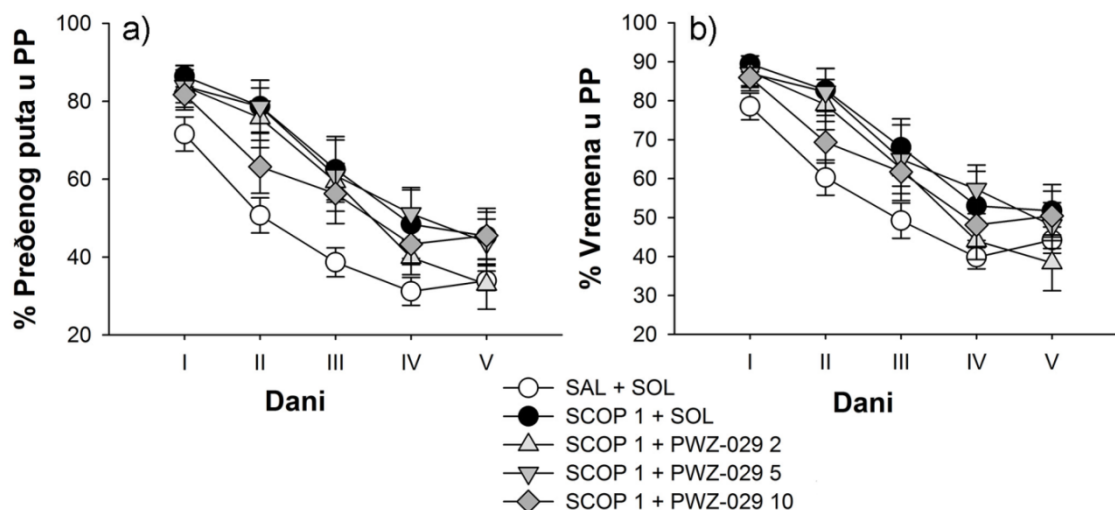 a)
% Pređenog puta u PP
100
80
60
40
20
I II III IV V
Dani
b)
% Vremena u PP
100
90
80
70
60
50
40
30
20
I II III IV V
Dani
SAL + SOL
SCOP 1 + SOL
SCOP 1 + PWZ-029 2
SCOP 1 + PWZ-029 5
SCOP 1 + PWZ-029 10